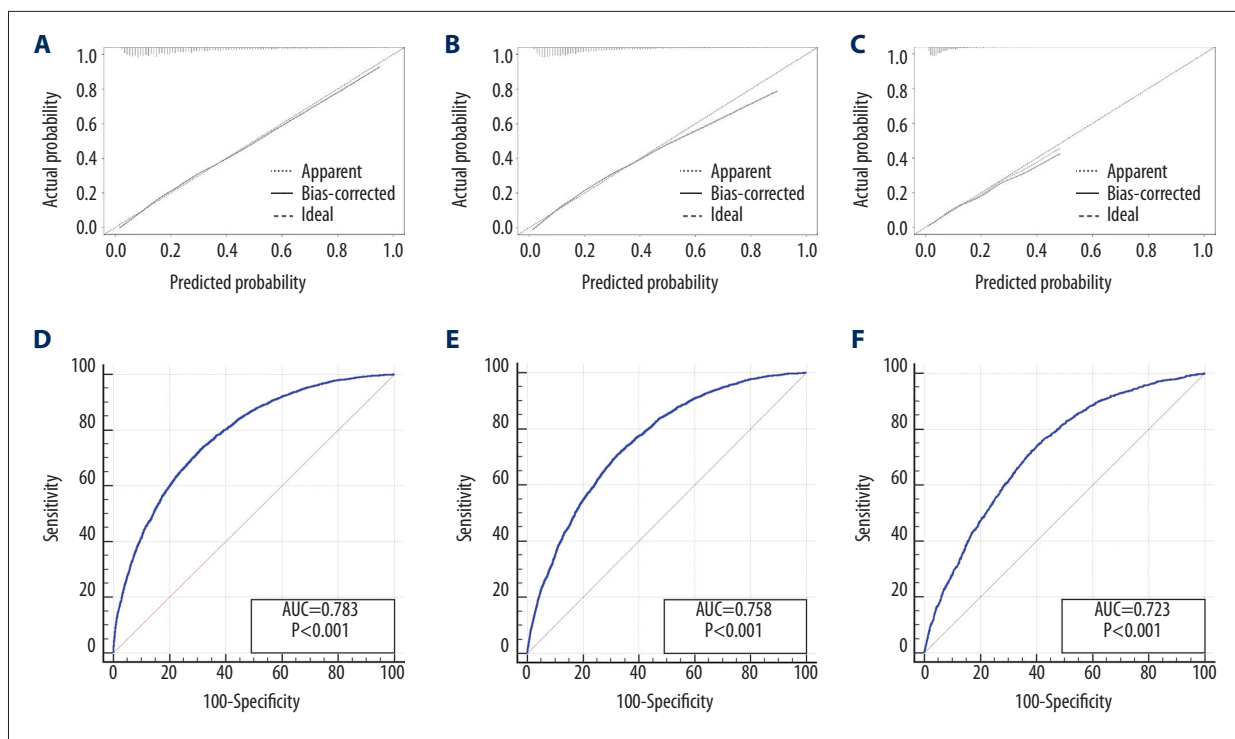 A
1.0
0.8
0.6
0.4
0.2
0.0
Actual probability
Apparent
Bias-corrected
Ideal
0.0 0.2 0.4 0.6 0.8 1.0
Predicted probability
B
1.0
0.8
0.6
0.4
0.2
0.0
Actual probability
Apparent
Bias-corrected
Ideal
0.0 0.2 0.4 0.6 0.8 1.0
Predicted probability
C
1.0
0.8
0.6
0.4
0.2
0.0
Actual probability
Apparent
Bias-corrected
Ideal
0.0 0.2 0.4 0.6 0.8 1.0
Predicted probability
D
100
80
60
40
20
0
Sensitivity
AUC=0.783
P<0.001
0 20 40 60 80 100
100-Specificity
E
100
80
60
40
20
0
Sensitivity
AUC=0.758
P<0.001
0 20 40 60 80 100
100-Specificity
F
100
80
60
40
20
0
Sensitivity
AUC=0.723
P<0.001
0 20 40 60 80 100
100-Specificity